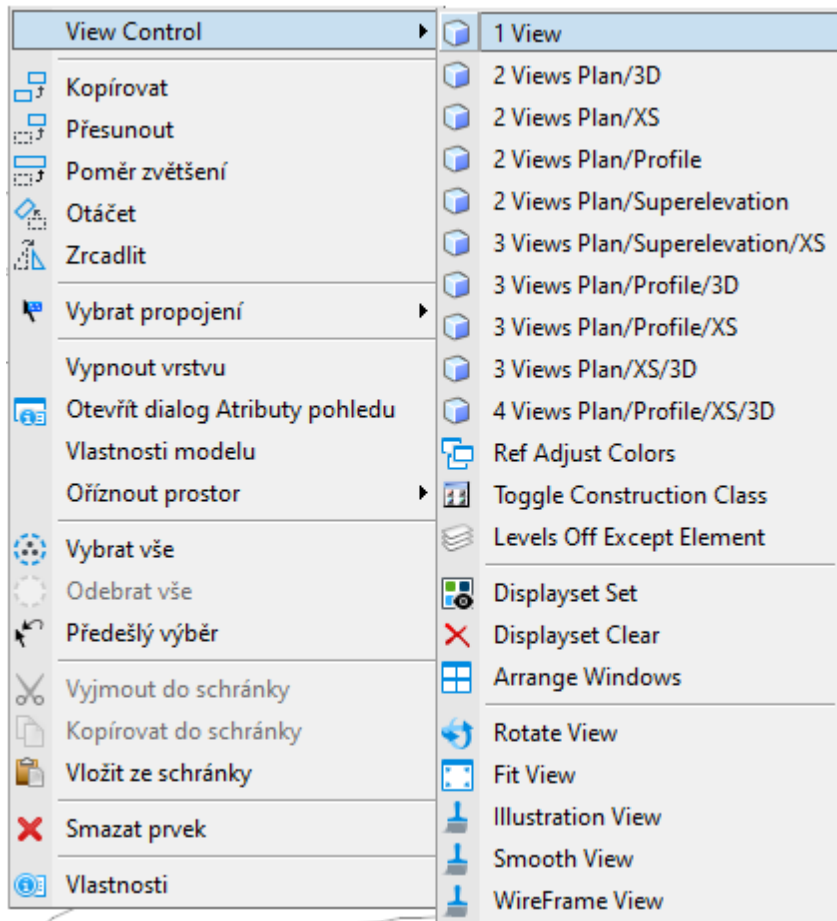 View Control
Kopírovat
Přesunout
Poměr zvětšení
Otáčet
Zrcadlit
Vybrat propojení
Vypnout vrstvu
Otevřít dialog Atributy pohledu
Vlastnosti modelu
Oříznout prostor
Vybrat vše
Odebrat vše
Předešlý výběr
Vyjmout do schránky
Kopírovat do schránky
Vložit ze schránky
Smazat prvek
Vlastnosti
1 View
2 Views Plan/3D
2 Views Plan/XS
2 Views Plan/Profile
2 Views Plan/Superelevation
3 Views Plan/Superelevation/XS
3 Views Plan/Profile/3D
3 Views Plan/Profile/XS
3 Views Plan/XS/3D
4 Views Plan/Profile/XS/3D
Ref Adjust Colors
Toggle Construction Class
Levels Off Except Element
Displayset Set
Displayset Clear
Arrange Windows
Rotate View
Fit View
Illustration View
Smooth View
WireFrame View